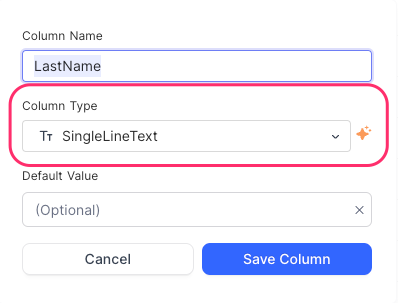 Column Name
LastName
Column Type
Tт SingleLineText
Default Value
(Optional)
Cancel
Save Column